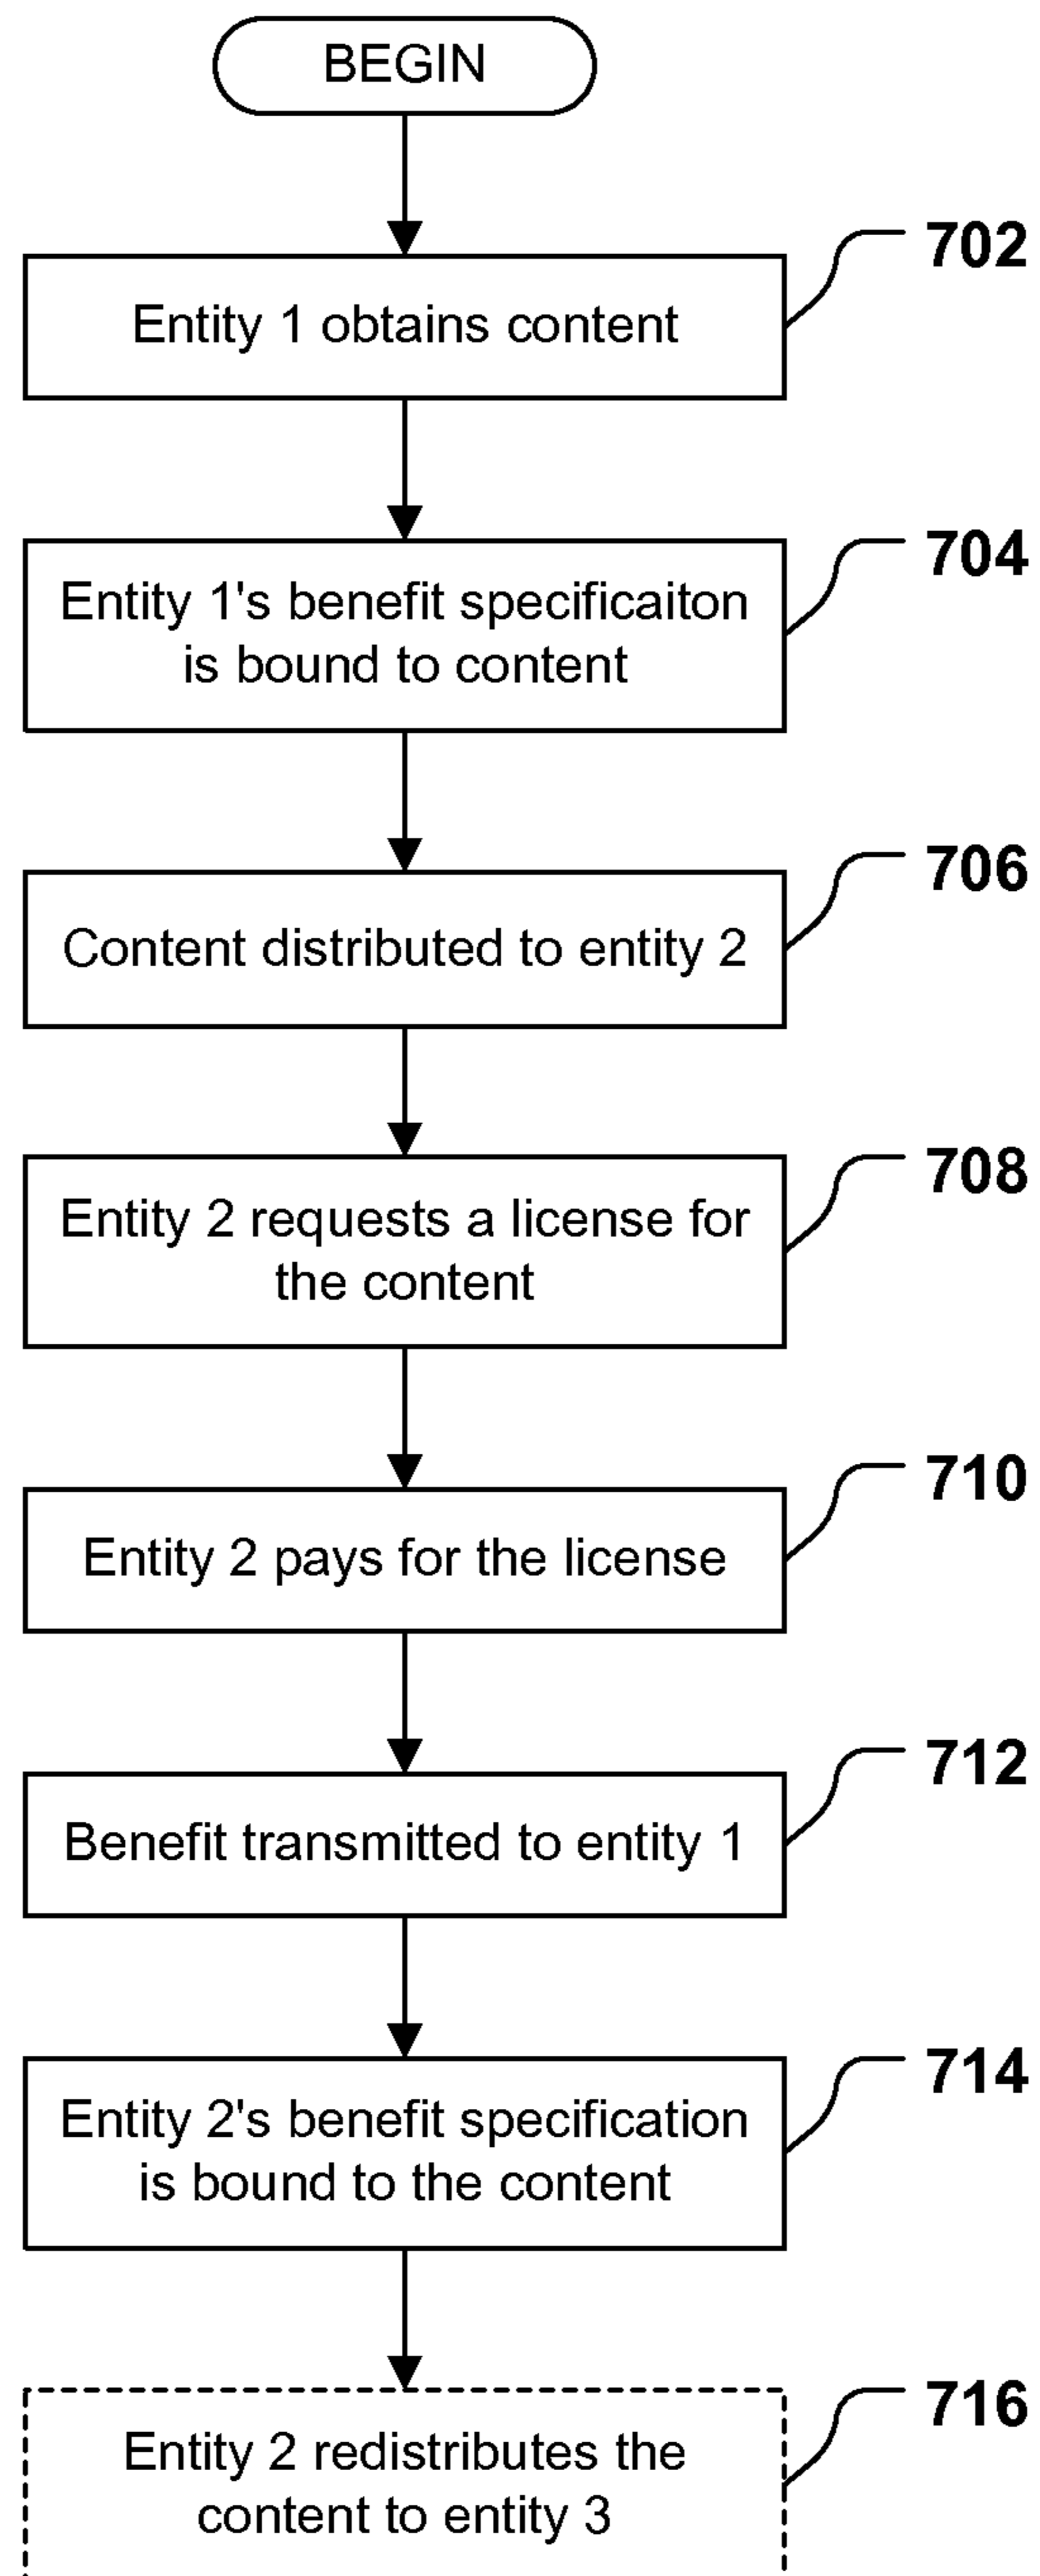 BEGIN
702
Entity 1 obtains content
704
Entity 1's benefit specificaiton
is bound to content
706
Content distributed to entity 2
708
Entity 2 requests a license for
the content
710
Entity 2 pays for the license
712
Benefit transmitted to entity 1
714
Entity 2's benefit specification
is bound to the content
716
Entity 2 redistributes the
content to entity 3